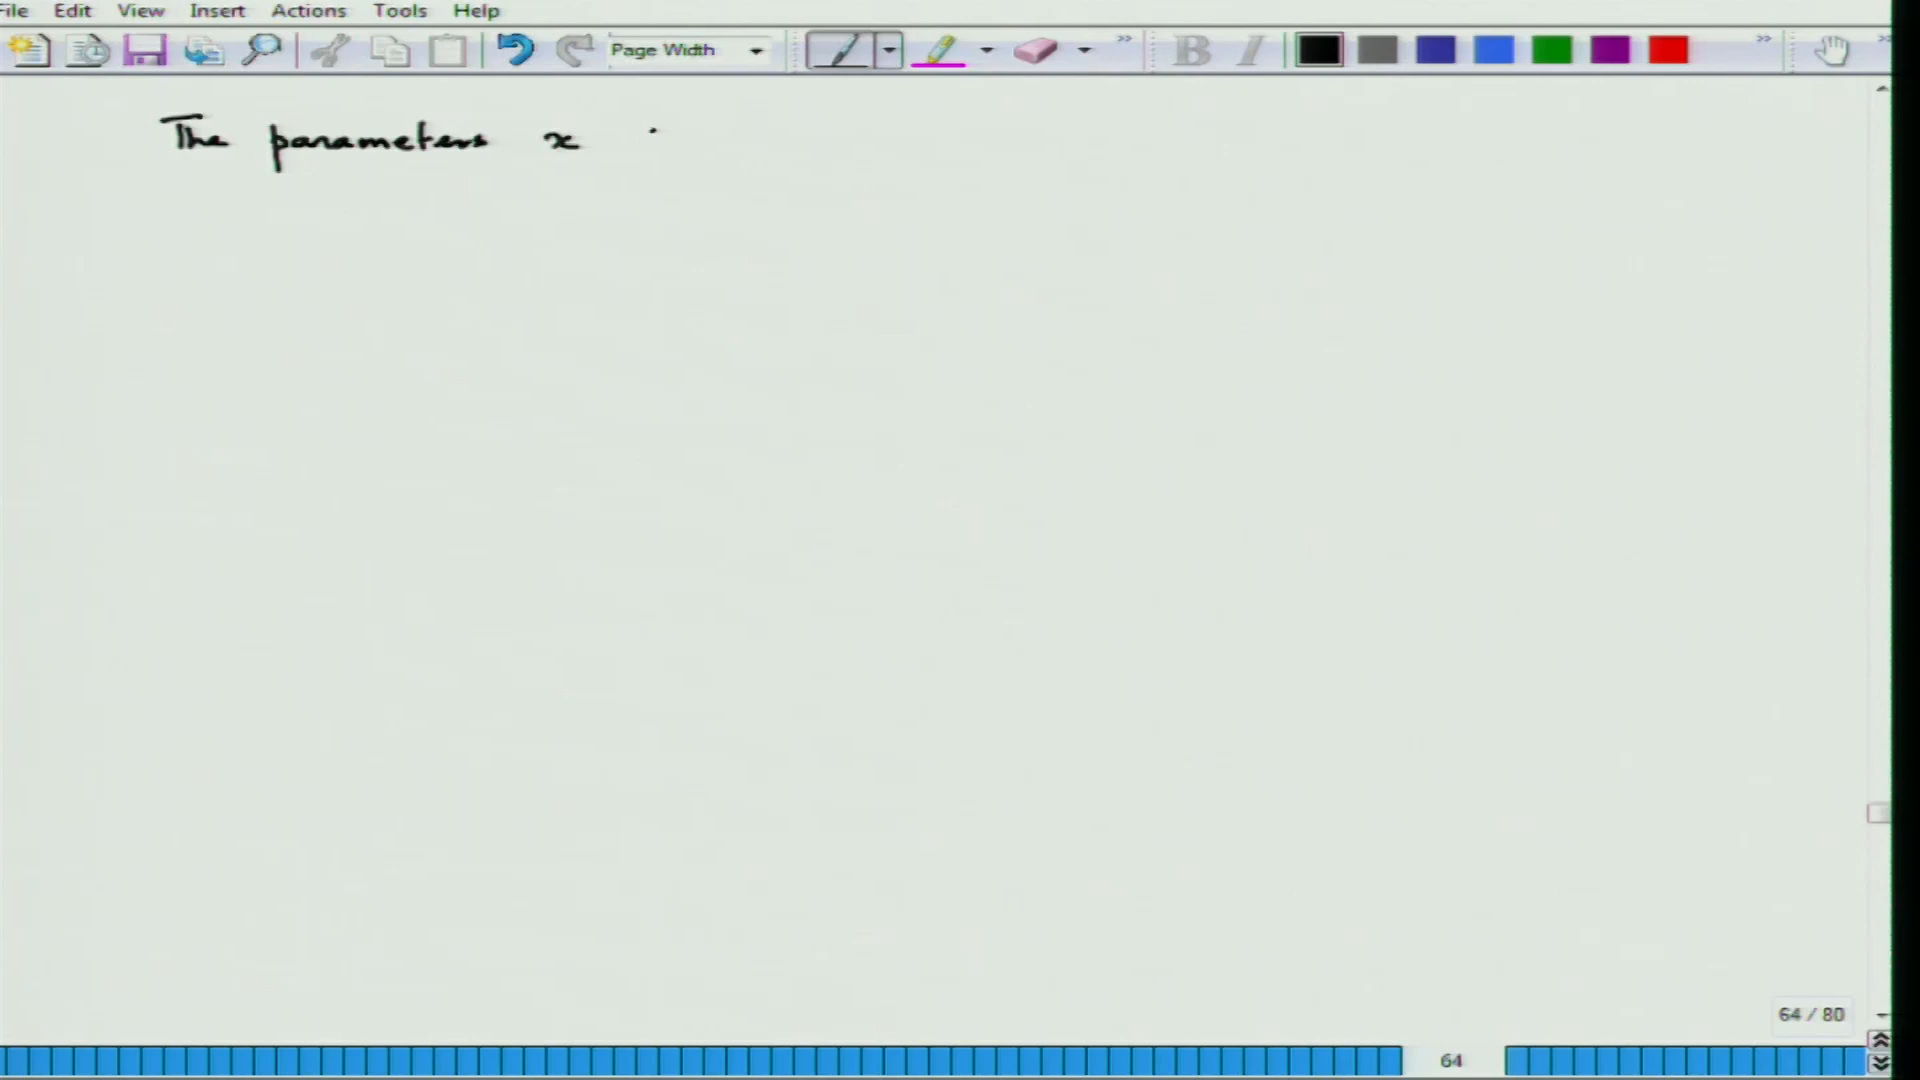 File Edit View Insert Actions Tools Help
Page Width B I
The parameters x
64 / 80
64